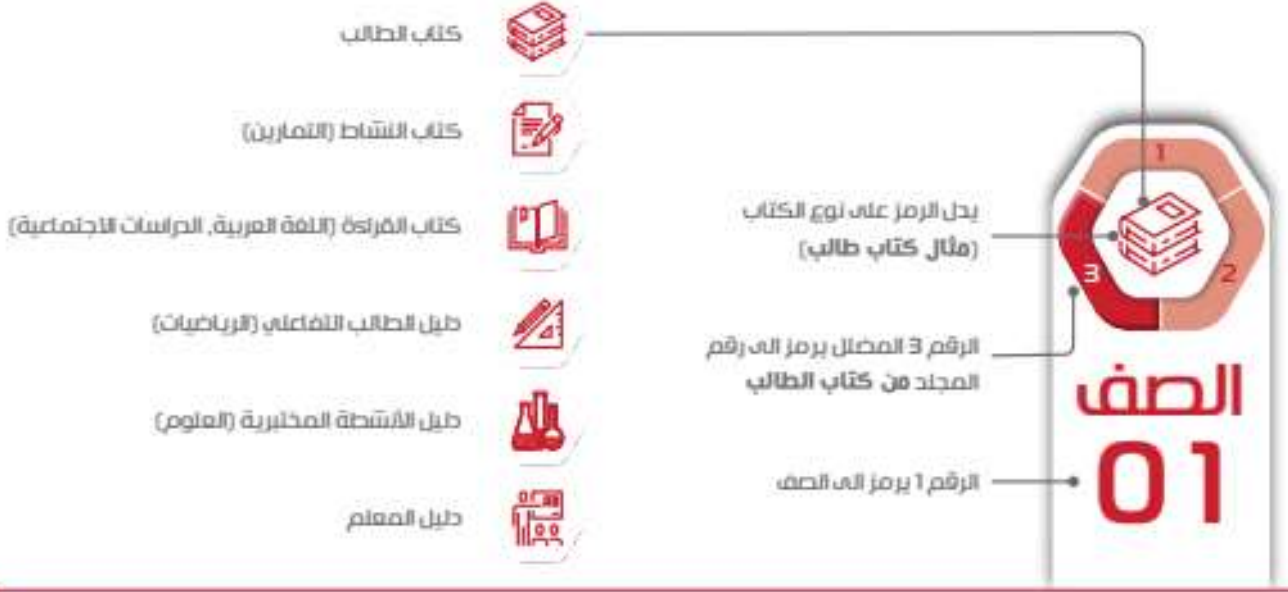 1
2
3
الصف
01
يدل الرمز على نوع الكتاب
(مثال كتاب طالب)
الرقم 3 المضلل يرمز الى رقم
المجلد من كتاب الطالب
الرقم 1 يرمز الى الصف
كتاب الطالب
كتاب النشاط (التمارين)
كتاب القراءة (اللغة العربية, الدراسات الاجتماعية)
دليل الطالب التفاعلي (الرياضيات)
دليل الأنشطة المختبرية (العلوم)
دليل المعلم